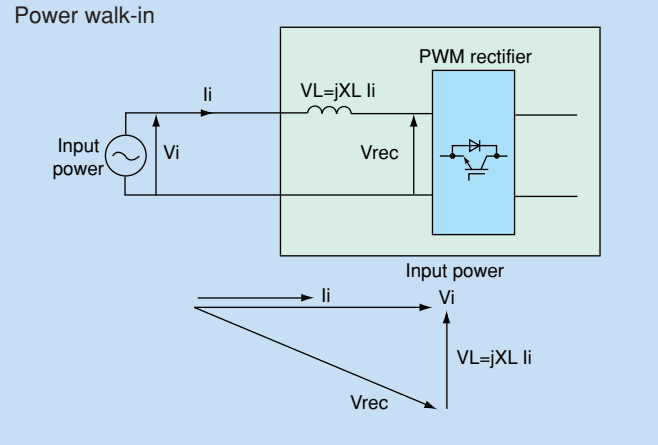 Power walk-in
PWM rectifier
Ii
VL=jXL Ii
Input
power
Vi
Vrec
Input power
Ii
Vi
VL=jXL Ii
Vrec